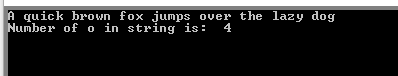 A quick brown fox jumps over the lazy dog
Number of o in string is:  4